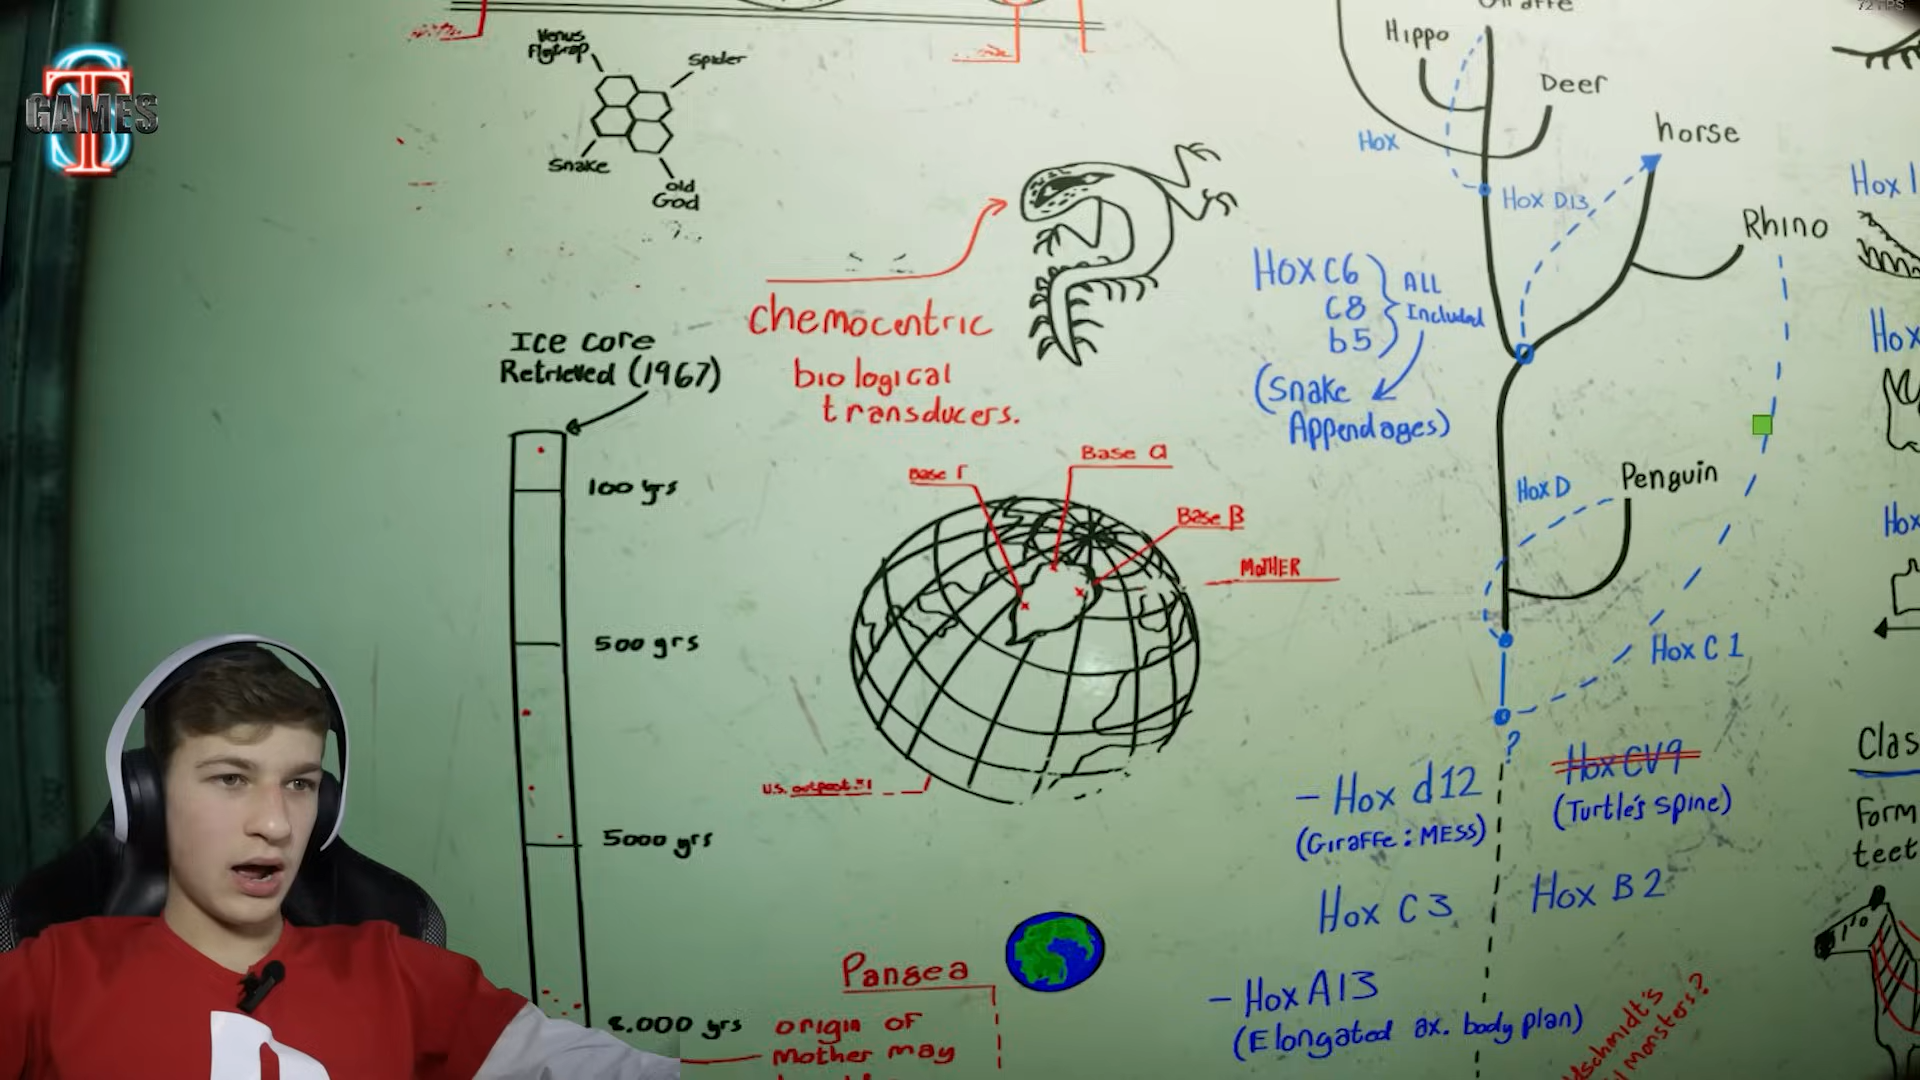 GAMES
Venus
Flytrap
Spider
Snake
old
God
chemocentric
biological
transducers.
Ice core
Retrieved (1967)
100 yrs
500 yrs
5000 yrs
8.000 yrs
Base Γ
Base α
Base β
MOTHER
U.S. outpost #1
Pangea
origin of
Mother may
Giraffe
Hippo
Deer
horse
Rhino
Hox
Hox D13
Hox C6
C8
b5
ALL
Included
(Snake
Appendages)
Hox D
Penguin
Hox C 1
?
- Hox d12
(Giraffe : MESS)
Hox CV9
(Turtle's spine)
Hox C 3
Hox B 2
- Hox A13
(Elongated ax. body plan)
monsters?
Hox
Hox
Hox
Clas
Form
teet